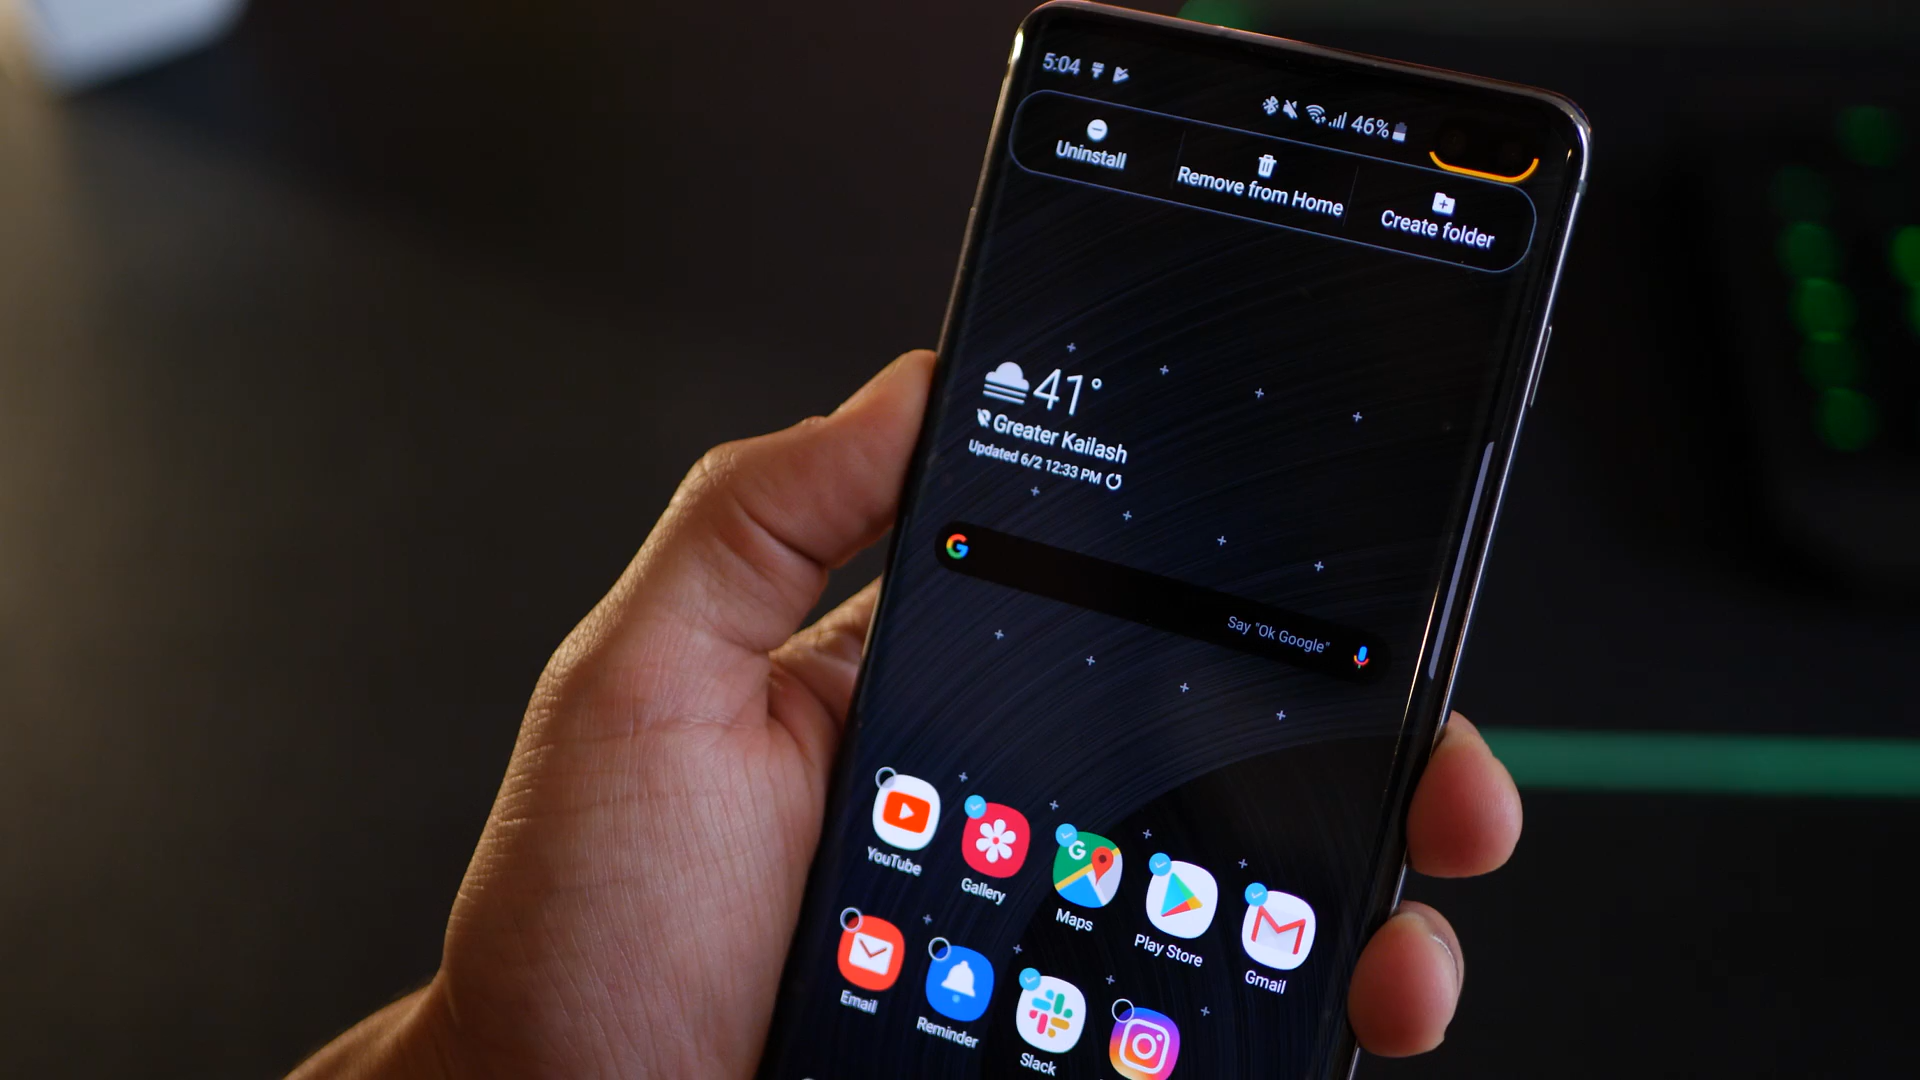 5:04
46%
Uninstall
Remove from Home
Create folder
41°
Greater Kailash
Updated 6/2 12:33 PM
G
Say "Ok Google"
YouTube
Gallery
G
Maps
Play Store
Gmail
Email
Reminder
Slack